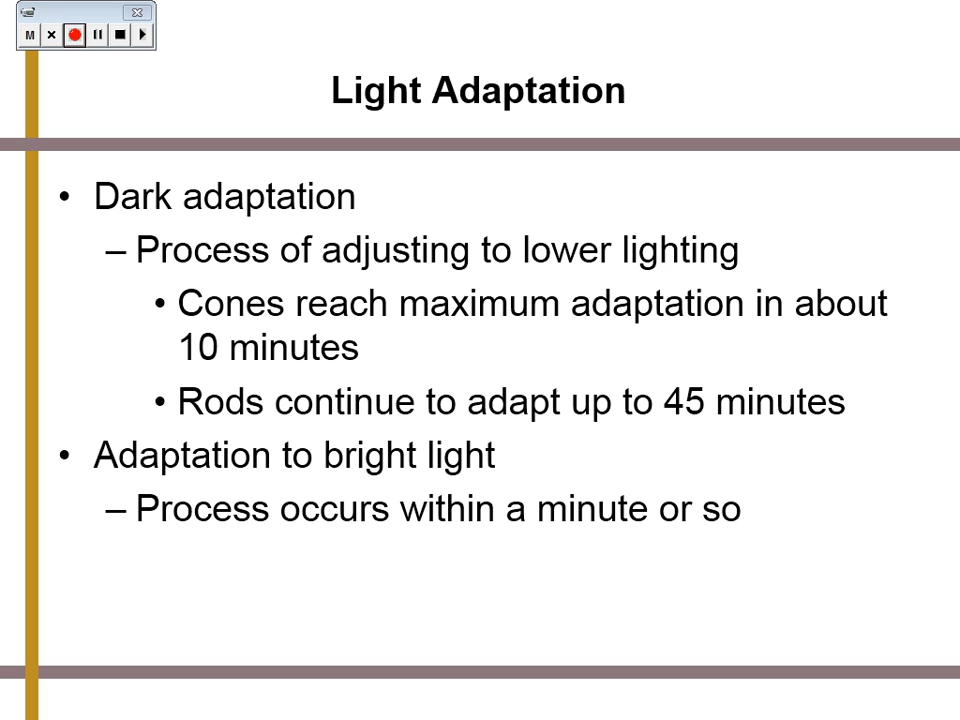 M
Light Adaptation
• Dark adaptation
– Process of adjusting to lower lighting
• Cones reach maximum adaptation in about
10 minutes
• Rods continue to adapt up to 45 minutes
• Adaptation to bright light
– Process occurs within a minute or so